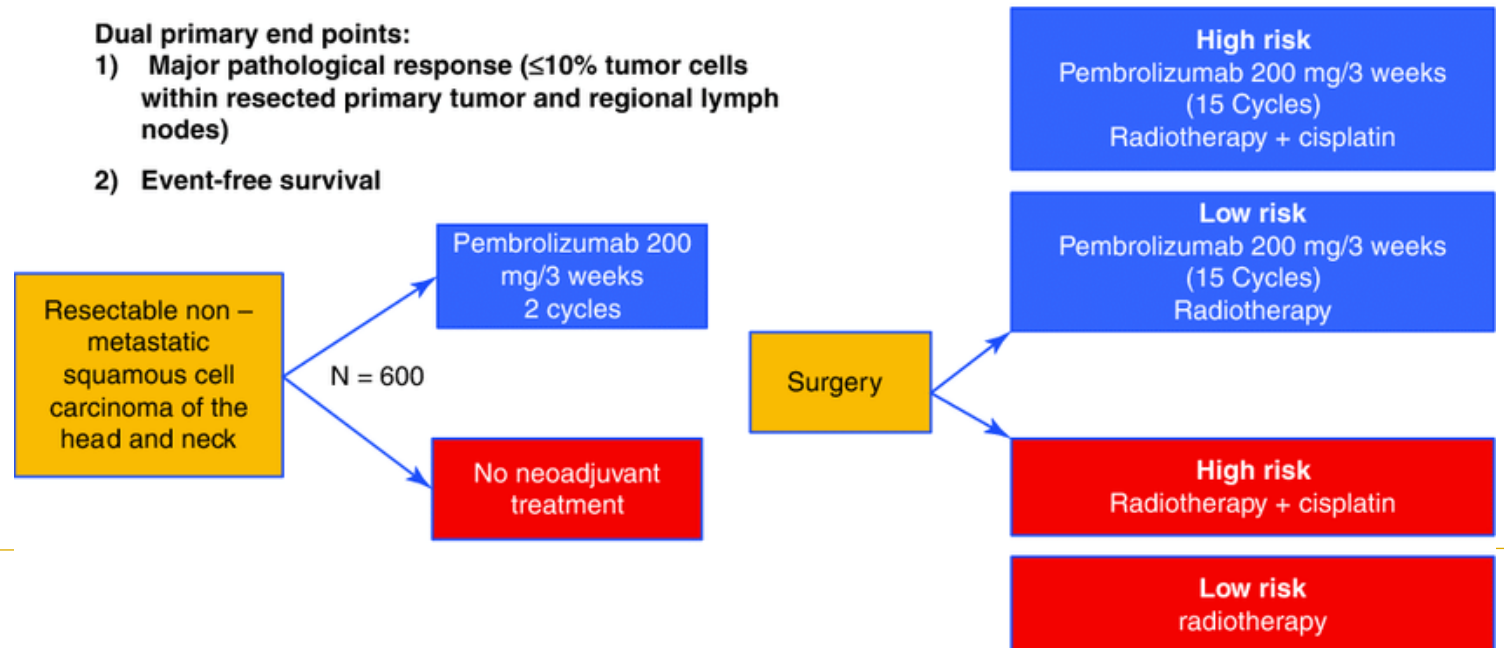 Dual primary end points:
1) Major pathological response (≤10% tumor cells
within resected primary tumor and regional lymph
nodes)
2) Event-free survival
Resectable non –
metastatic
squamous cell
carcinoma of the
head and neck
N = 600
Pembrolizumab 200
mg/3 weeks
2 cycles
No neoadjuvant
treatment
Surgery
High risk
Pembrolizumab 200 mg/3 weeks
(15 Cycles)
Radiotherapy + cisplatin
Low risk
Pembrolizumab 200 mg/3 weeks
(15 Cycles)
Radiotherapy
High risk
Radiotherapy + cisplatin
Low risk
radiotherapy